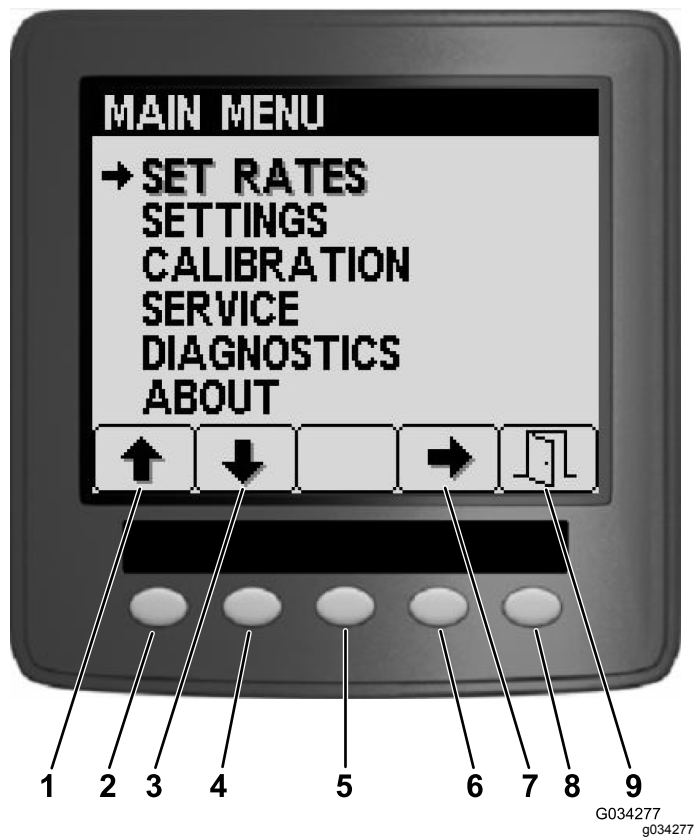 MAIN MENU
SET RATES
SETTINGS
CALIBRATION
SERVICE
DIAGNOSTICS
ABOUT
1 2 3 4 5 6 7 8 9
G034277
g034277